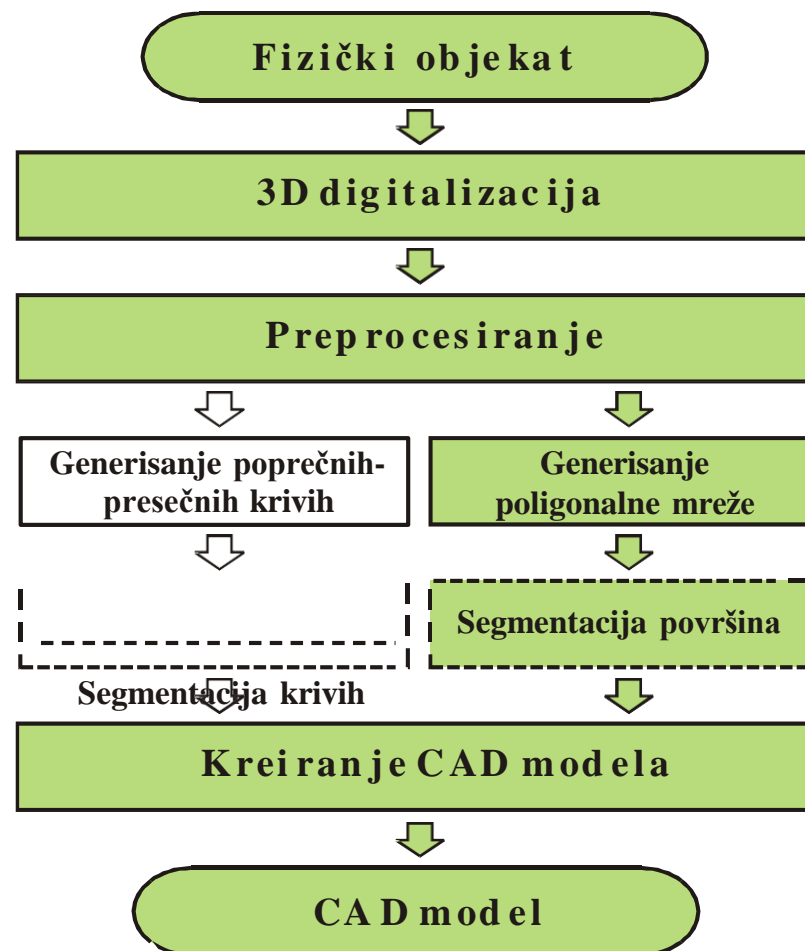 Fizički objekat
3D digitalizacija
Preprocesiranje
Generisanje poprečnih-
presečnih krivih
Generisanje
poligonalne mreže
Segmentacija površina
Segmentacija krivih
Kreiranje CAD modela
CAD model